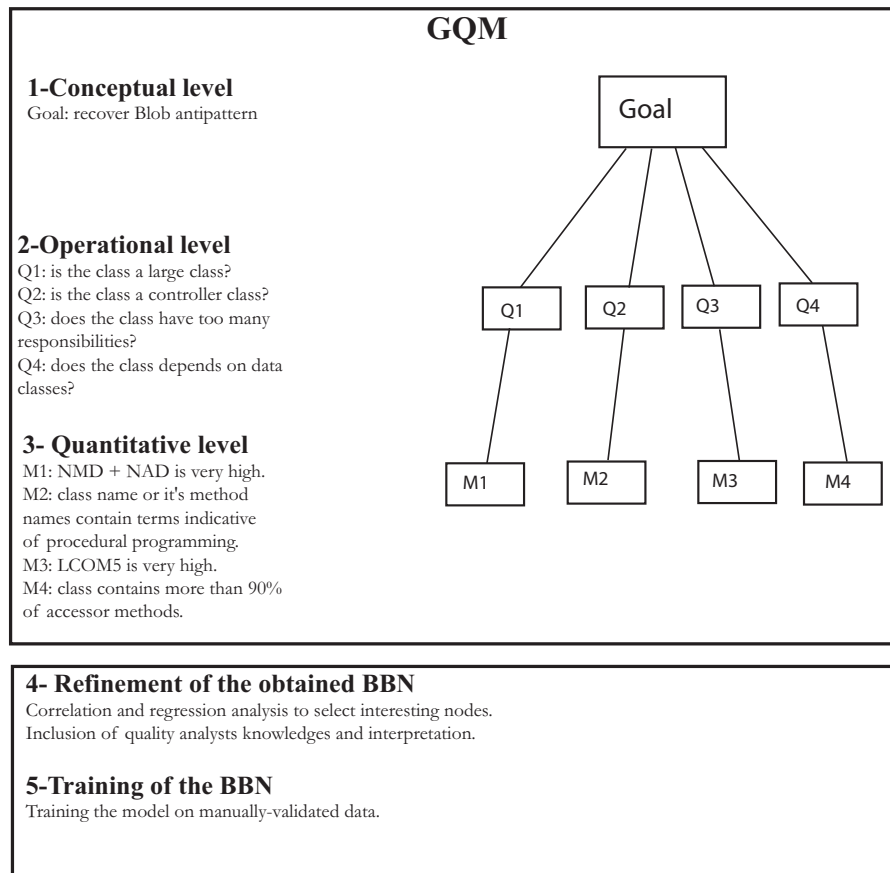 GQM
1-Conceptual level
Goal: recover Blob antipattern
Goal
2-Operational level
Q1: is the class a large class?
Q2: is the class a controller class?
Q3: does the class have too many
responsibilities?
Q4: does the class depends on data
classes?
Q1
Q2
Q3
Q4
3- Quantitative level
M1: NMD + NAD is very high.
M2: class name or it's method
names contain terms indicative
of procedural programming.
M3: LCOM5 is very high.
M4: class contains more than 90%
of accessor methods.
M1
M2
M3
M4
4- Refinement of the obtained BBN
Correlation and regression analysis to select interesting nodes.
Inclusion of quality analysts knowledges and interpretation.
5-Training of the BBN
Training the model on manually-validated data.